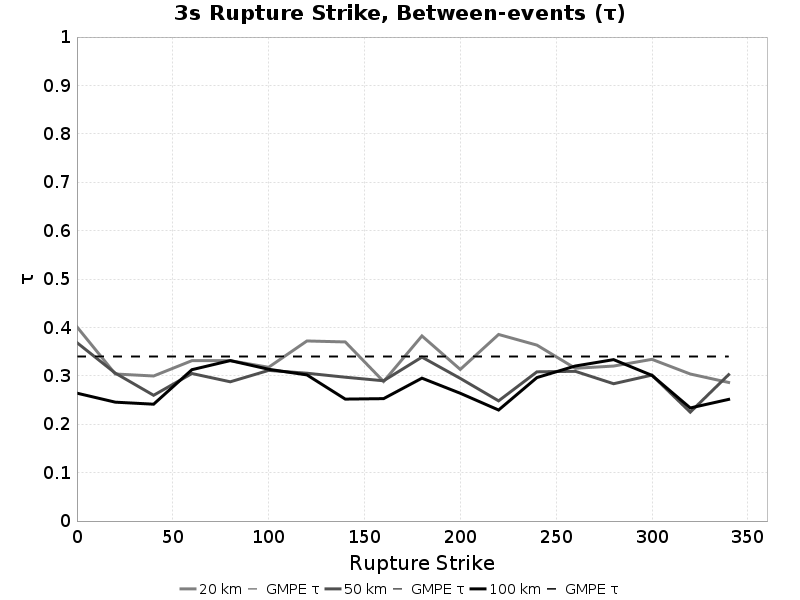 3s Rupture Strike, Between-events (τ)
1
0.9
0.8
0.7
0.6
0.5
0.4
0.3
0.2
0.1
0
τ
0 50 100 150 200 250 300 350
Rupture Strike
20 km GMPE τ 50 km GMPE τ 100 km GMPE τ